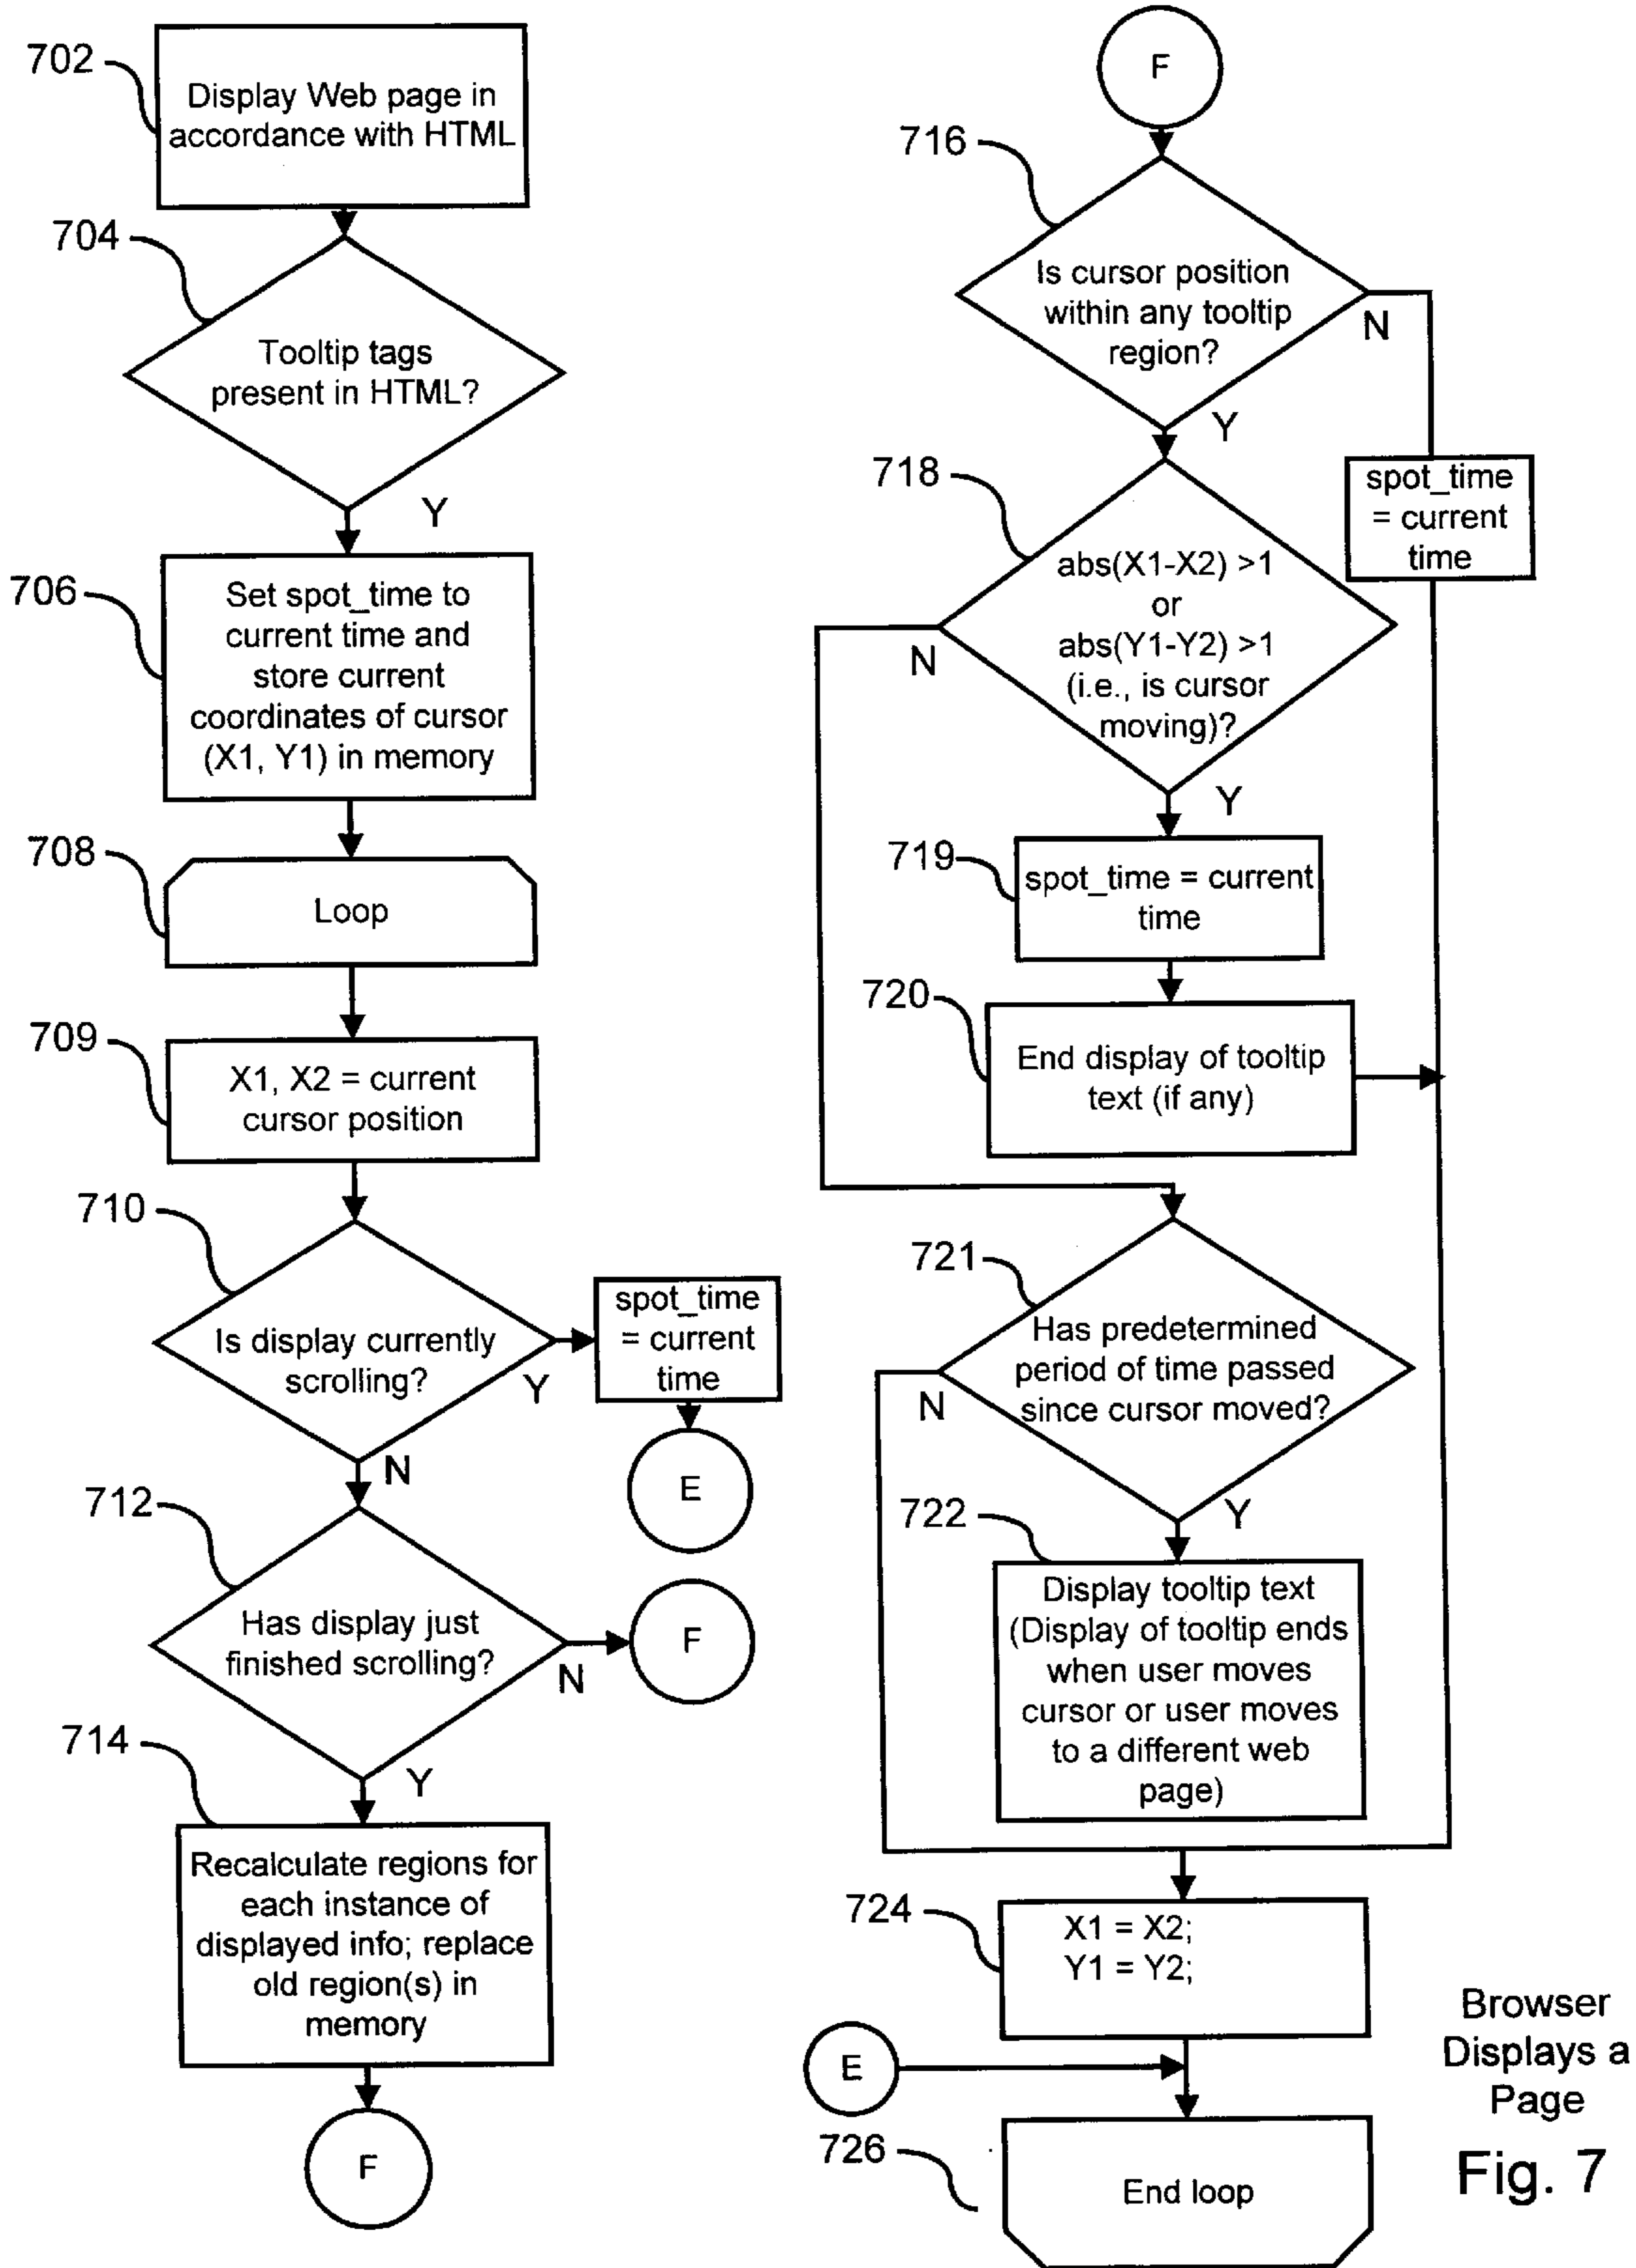 702
Display Web page in
accordance with HTML
704
Tooltip tags
present in HTML?
Y
706
Set spot_time to
current time and
store current
coordinates of cursor
(X1, Y1) in memory
708
Loop
709
X1, X2 = current
cursor position
710
Is display currently
scrolling?
Y
spot_time
= current
time
E
N
712
Has display just
finished scrolling?
N
F
Y
714
Recalculate regions for
each instance of
displayed info; replace
old region(s) in
memory
F
F
716
Is cursor position
within any tooltip
region?
N
Y
spot_time
= current
time
718
abs(X1-X2) >1
or
abs(Y1-Y2) >1
(i.e., is cursor
moving)?
N
Y
719
spot_time = current
time
720
End display of tooltip
text (if any)
721
Has predetermined
period of time passed
since cursor moved?
N
Y
722
Display tooltip text
(Display of tooltip ends
when user moves
cursor or user moves
to a different web
page)
724
X1 = X2;
Y1 = Y2;
E
726
End loop
Browser
Displays a
Page
Fig. 7